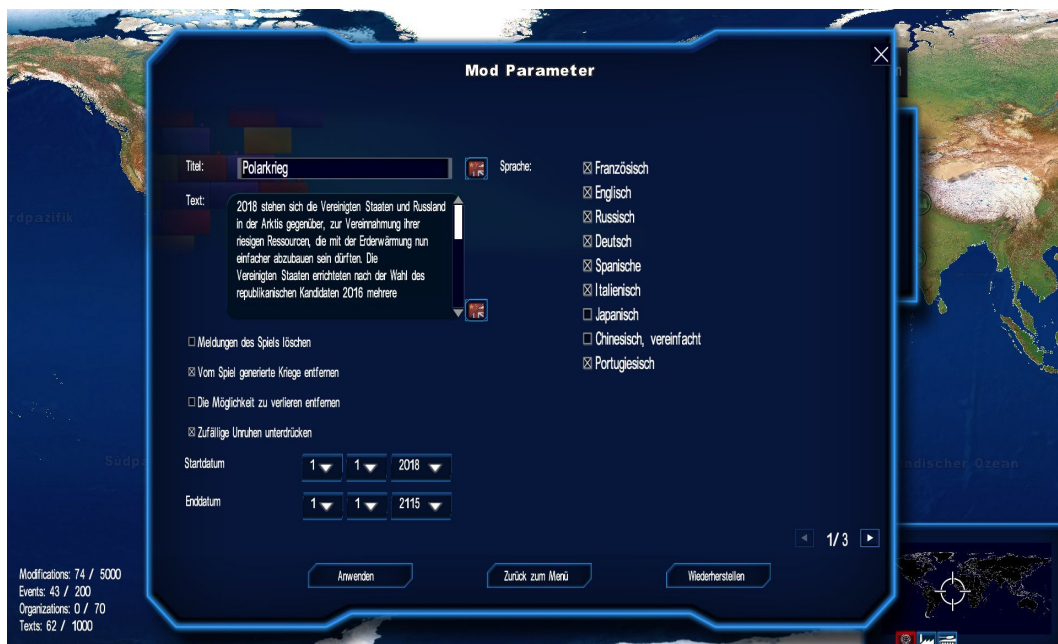 Mod Parameter
Titel:
Polarkrieg
Sprache:
Text:
2018 stehen sich die Vereinigten Staaten und Russland
in der Arktis gegenüber, zur Vereinnahmung ihrer
riesigen Ressourcen, die mit der Erderwärmung nun
einfacher abzubauen sein dürften. Die
Vereinigten Staaten errichteten nach der Wahl des
republikanischen Kandidaten 2016 mehrere
Französisch
Englisch
Russisch
Deutsch
Spanische
Italienisch
Japanisch
Chinesisch, vereinfacht
Portugiesisch
Meldungen des Spiels löschen
Vom Spiel generierte Kriege entfernen
Die Möglichkeit zu verlieren entfernen
Zufällige Unruhen unterdrücken
Startdatum
1 1 2018
Enddatum
1 1 2115
1/3
Anwenden
Zurück zum Menü
Wiederherstellen
rdpazifik
Südp
ndischer Ozean
Modifications: 74 / 5000
Events: 43 / 200
Organizations: 0 / 70
Texts: 62 / 1000